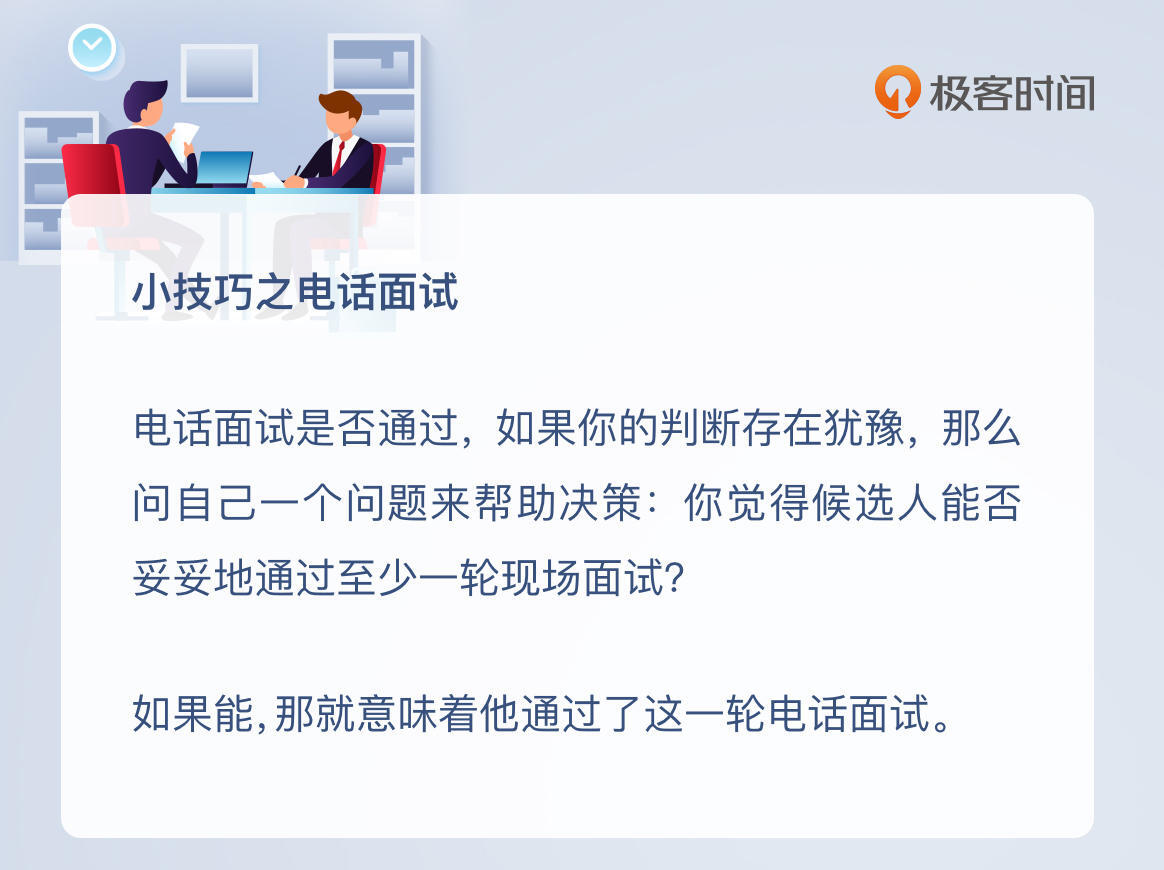 极客时间
小技巧之电话面试
电话面试是否通过，如果你的判断存在犹豫，那么
问自己一个问题来帮助决策：你觉得候选人能否
妥妥地通过至少一轮现场面试？
如果能，那就意味着他通过了这一轮电话面试。